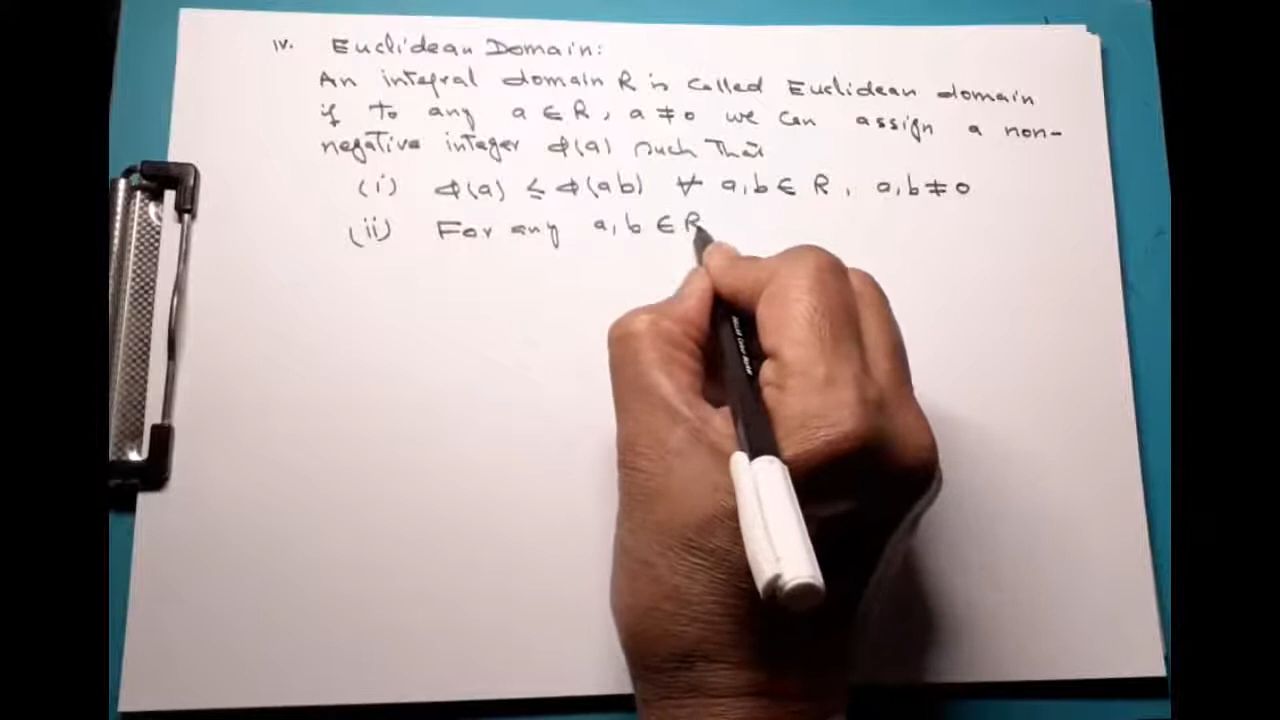 iv. Euclidean Domain:
An integral domain R is called Euclidean domain
if to any a ∈ R, a ≠ 0 we can assign a non-
negative integer φ(a) such that
(i) φ(a) ≤ φ(ab) ∀ a,b ∈ R, a,b ≠ 0
(ii) For any a,b ∈ R